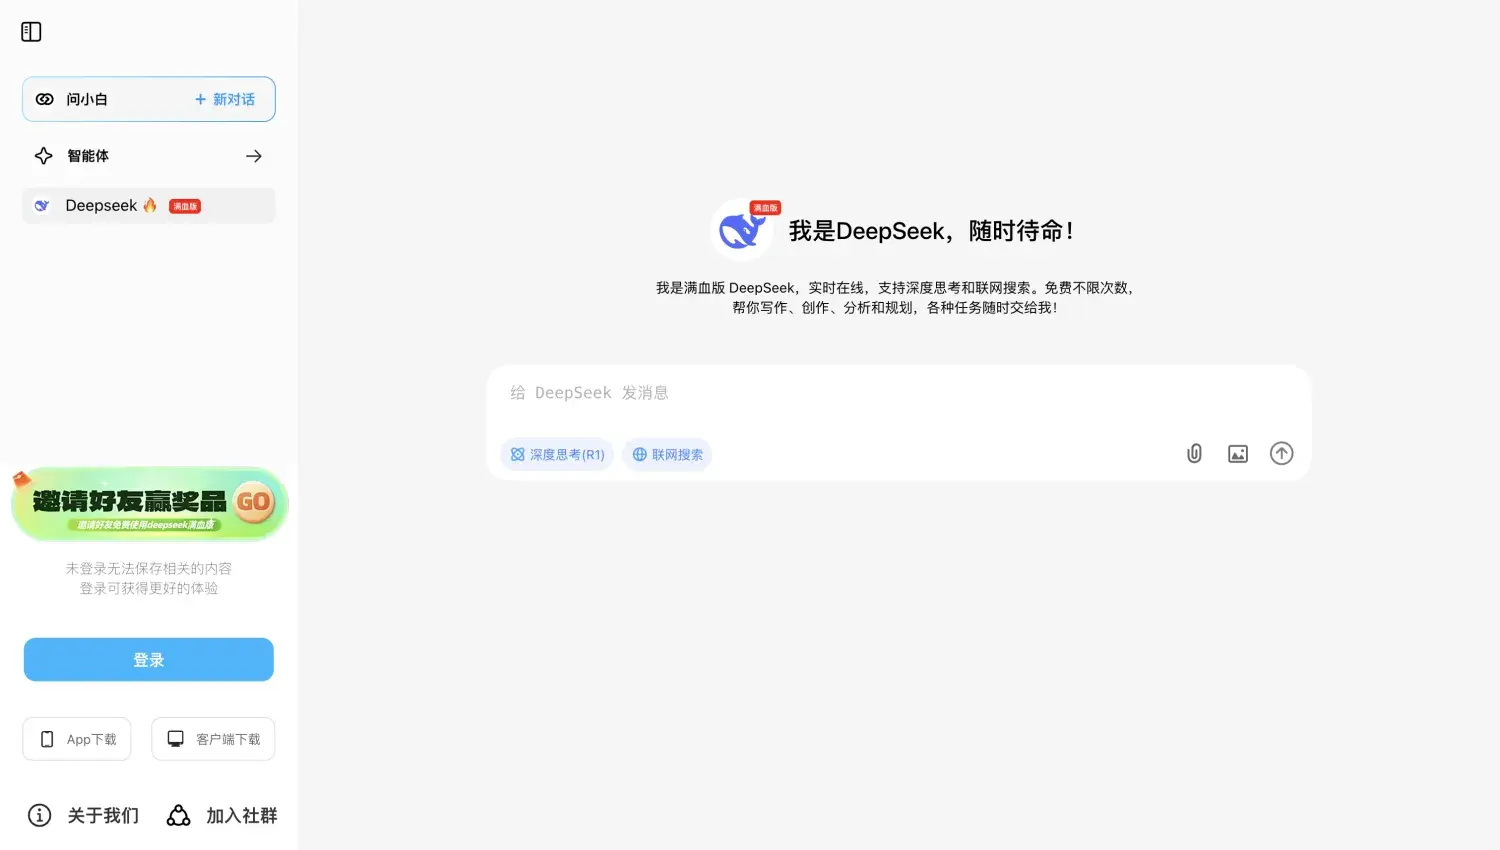 问小白
+ 新对话
智能体
Deepseek🔥 满血版
邀请好友赢奖品 GO
邀请好友免费使用deepseek满血版
未登录无法保存相关的内容
登录可获得更好的体验
登录
App下载
客户端下载
关于我们
加入社群
满血版
我是DeepSeek，随时待命！
我是满血版 DeepSeek，实时在线，支持深度思考和联网搜索。免费不限次数，
帮你写作、创作、分析和规划，各种任务随时交给我！
给 DeepSeek 发消息
深度思考(R1)
联网搜索